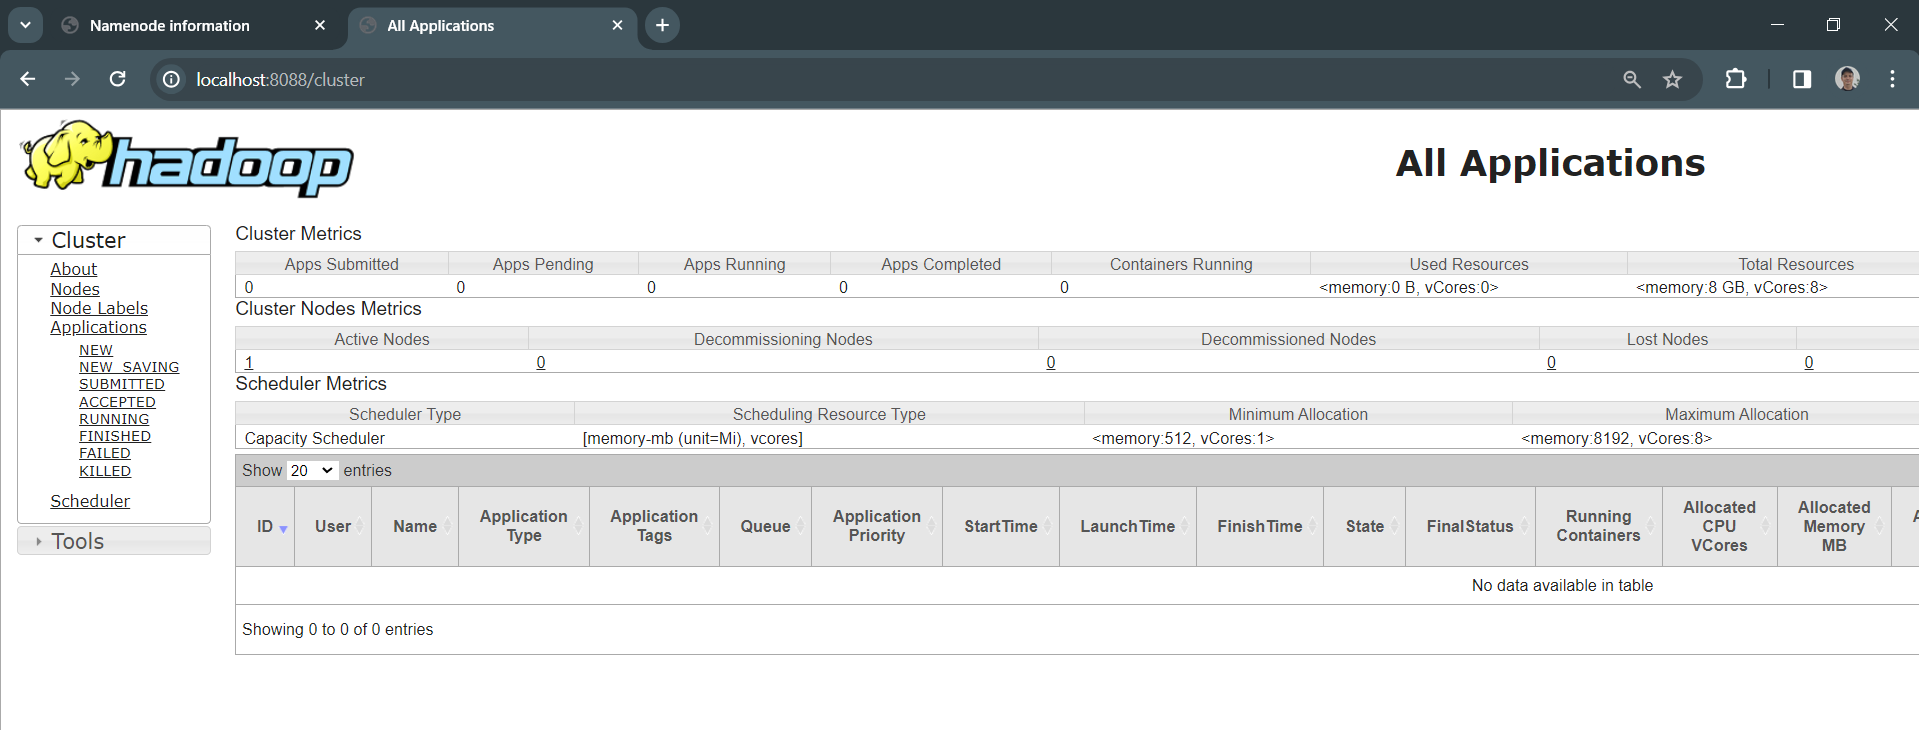 Namenode information
All Applications
localhost:8088/cluster
hadoop
All Applications
Cluster
About
Nodes
Node Labels
Applications
NEW
NEW_SAVING
SUBMITTED
ACCEPTED
RUNNING
FINISHED
FAILED
KILLED
Scheduler
Tools
Cluster Metrics
Apps Submitted Apps Pending Apps Running Apps Completed Containers Running Used Resources Total Resources
0 0 0 0 0 <memory:0 B, vCores:0> <memory:8 GB, vCores:8>
Cluster Nodes Metrics
Active Nodes Decommissioning Nodes Decommissioned Nodes Lost Nodes
1 0 0 0 0
Scheduler Metrics
Scheduler Type Scheduling Resource Type Minimum Allocation Maximum Allocation
Capacity Scheduler [memory-mb (unit=Mi), vcores] <memory:512, vCores:1> <memory:8192, vCores:8>
Show 20 entries
ID User Name Application Type Application Tags Queue Application Priority StartTime LaunchTime FinishTime State FinalStatus Running Containers Allocated CPU VCores Allocated Memory MB
No data available in table
Showing 0 to 0 of 0 entries